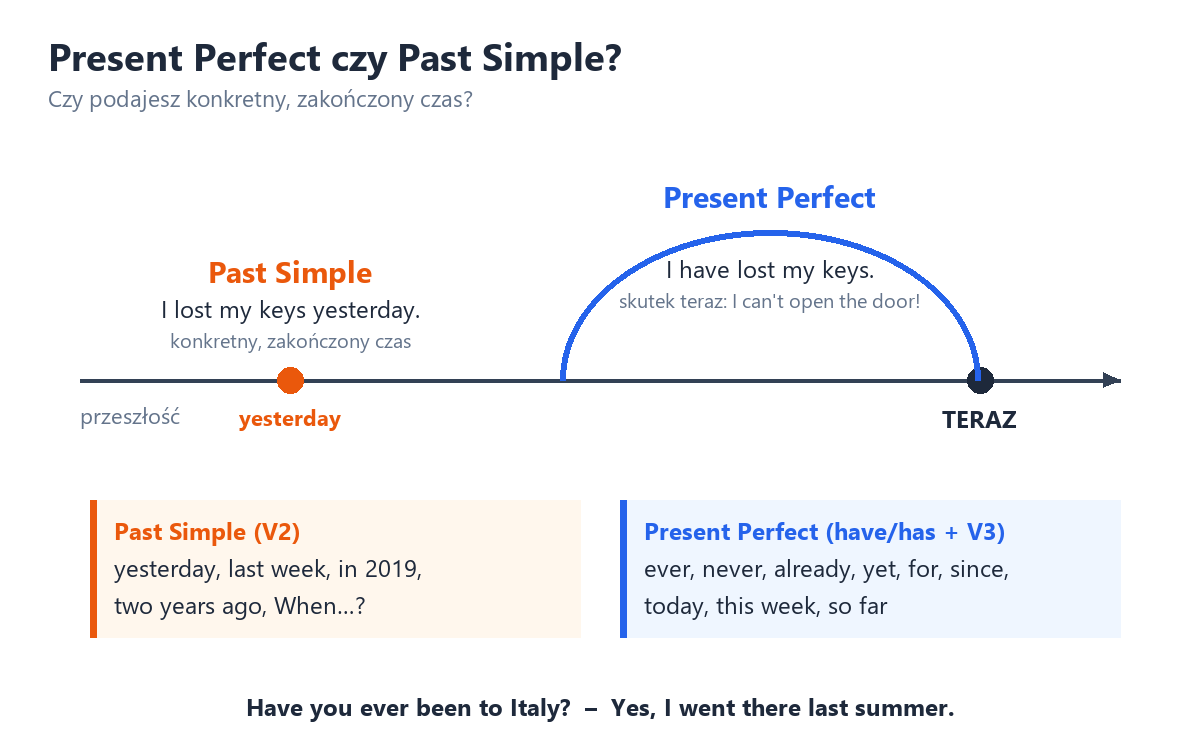 Present Perfect czy Past Simple?
Czy podajesz konkretny, zakończony czas?
Present Perfect
I have lost my keys.
skutek teraz: I can't open the door!
Past Simple
I lost my keys yesterday.
konkretny, zakończony czas
przeszłość
yesterday
TERAZ
Past Simple (V2)
yesterday, last week, in 2019,
two years ago, When...?
Present Perfect (have/has + V3)
ever, never, already, yet, for, since,
today, this week, so far
Have you ever been to Italy? – Yes, I went there last summer.